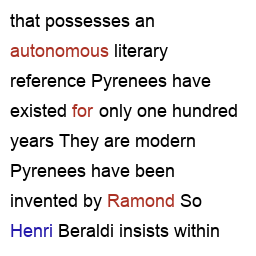 that possesses an
autonomous literary
reference Pyrenees have
existed for only one hundred
years They are modern
Pyrenees have been
invented by Ramond So
Henri Beraldi insists within